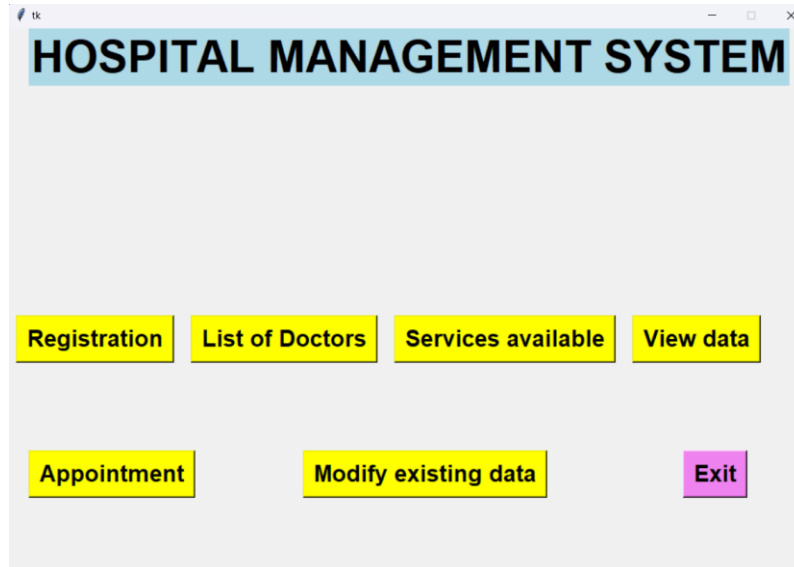 tk
HOSPITAL MANAGEMENT SYSTEM
Registration List of Doctors Services available View data
Appointment Modify existing data Exit